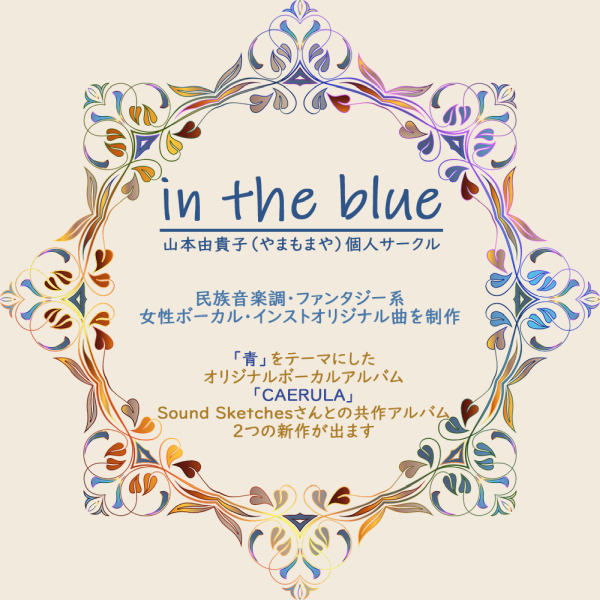 in the blue
山本由貴子（やまもまや）個人サークル
民族音楽調・ファンタジー系
女性ボーカル・インストオリジナル曲を制作
「青」をテーマにした
オリジナルボーカルアルバム
「CAERULA」
Sound Sketchesさんとの共作アルバム
2つの新作が出ます